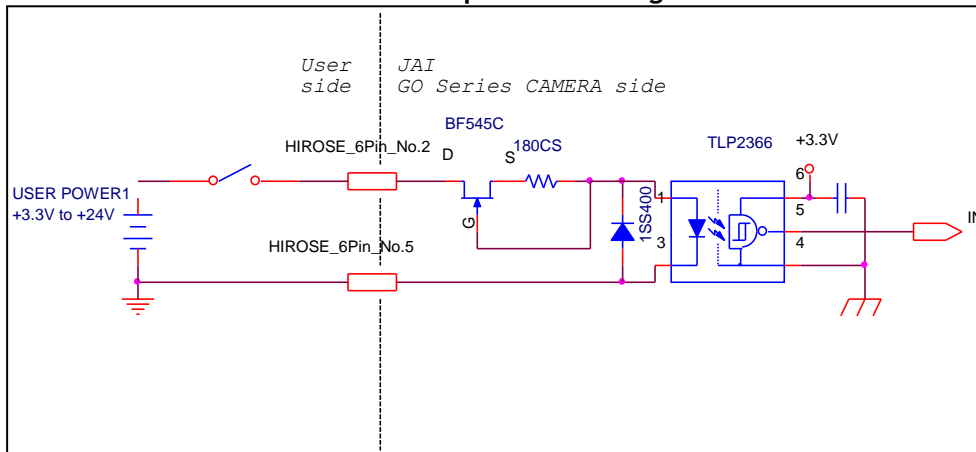 User
side
JAI
GO Series CAMERA side
BF545C
HIROSE_6Pin_No.2
D
S
180CS
TLP2366
+3.3V
6
USER POWER1
+3.3V to +24V
G
1SS400
1
5
3
4
IN
HIROSE_6Pin_No.5